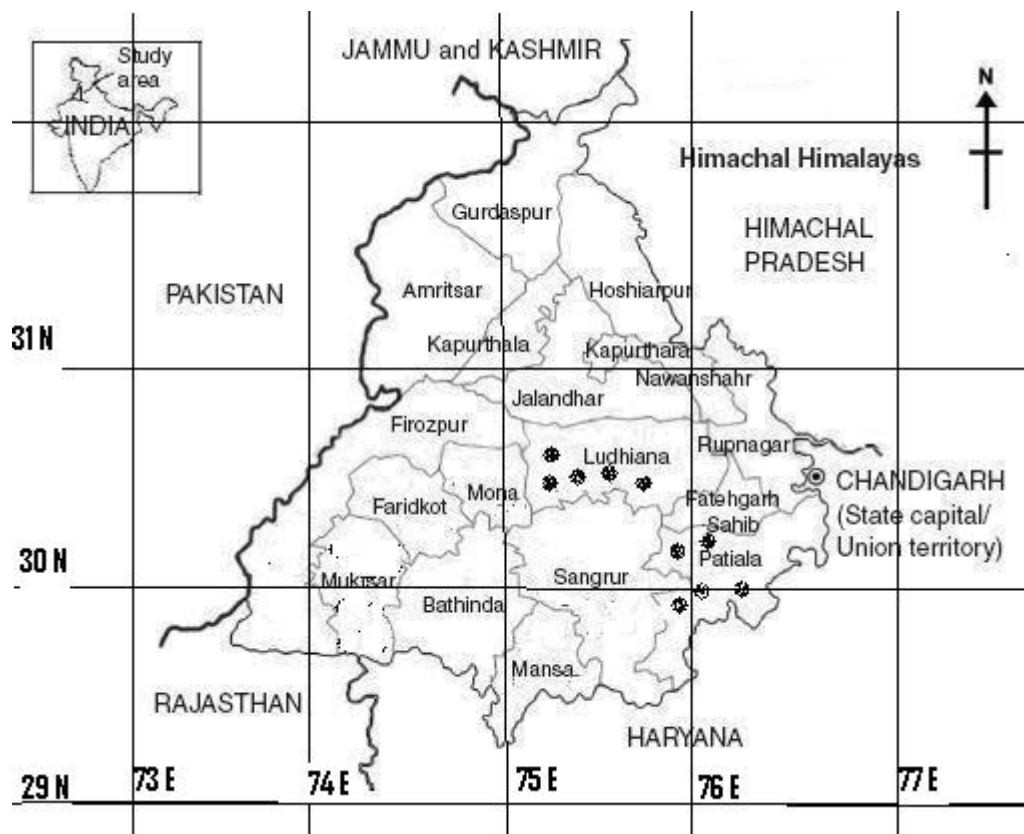 JAMMU and KASHMIR
Study
area
INDIA
N
Himachal Himalayas
Gurdaspur
HIMACHAL
PRADESH
PAKISTAN
Amritsar
Hoshiarpur
31 N
Kapurthala
Kapurthara
Nawanshahr
Jalandhar
Firozpur
Rupnagar
Ludhiana
CHANDIGARH
(State capital/
Union territory)
Mona
Faridkot
Fatehgarh
Sahib
30 N
Patiala
Muktsar
Sangrur
Bathinda
Mansa
RAJASTHAN
HARYANA
29 N
73 E
74 E
75 E
76 E
77 E